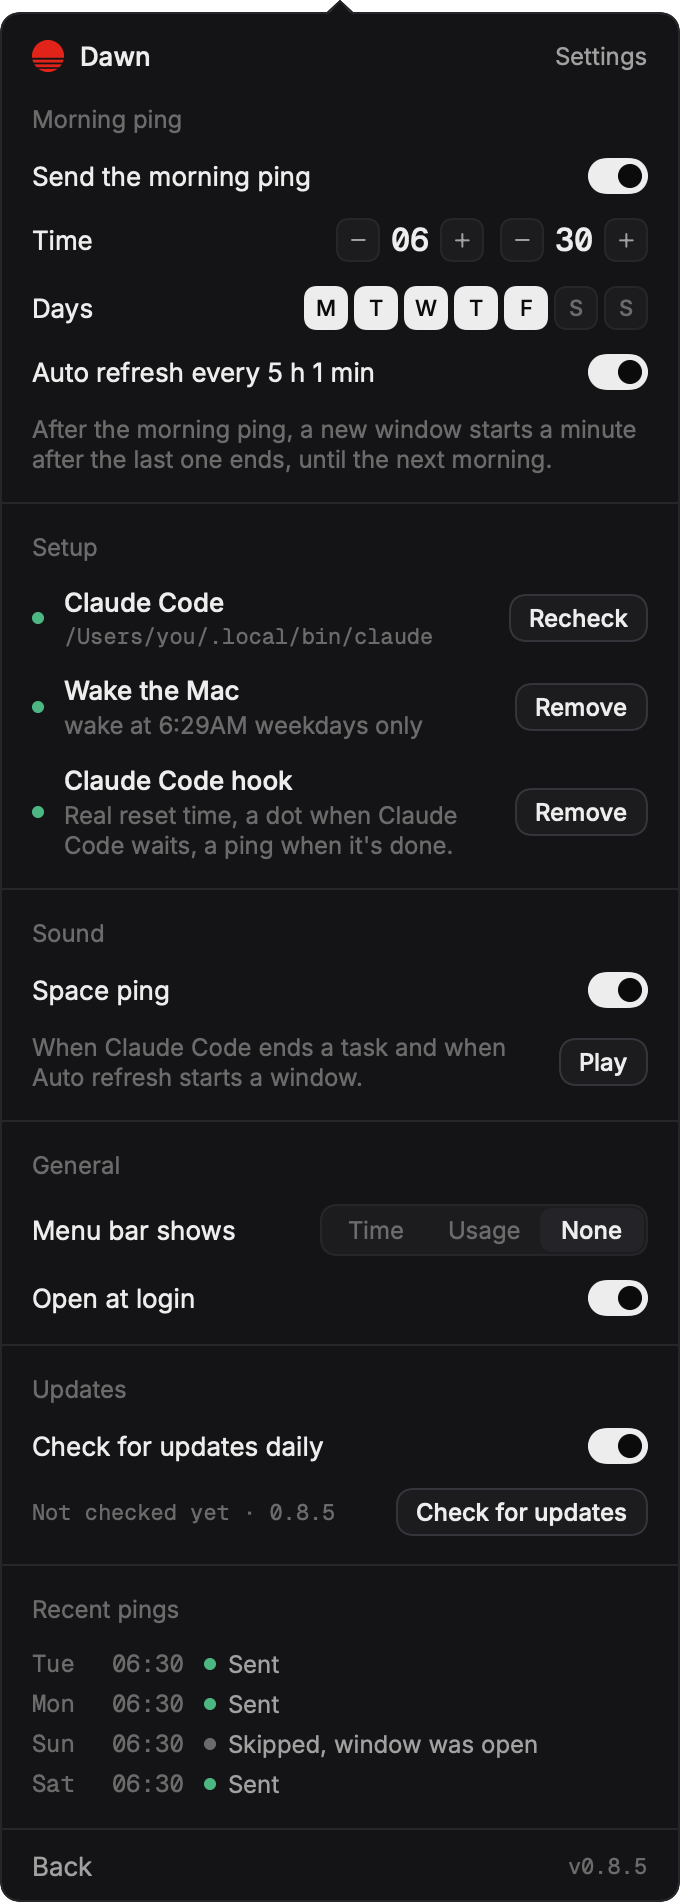 Dawn
Settings
Morning ping
Send the morning ping
Time
− 06 + − 30 +
Days
M T W T F S S
Auto refresh every 5 h 1 min
After the morning ping, a new window starts a minute
after the last one ends, until the next morning.
Setup
Claude Code
/Users/you/.local/bin/claude
Recheck
Wake the Mac
wake at 6:29AM weekdays only
Remove
Claude Code hook
Real reset time, a dot when Claude
Code waits, a ping when it's done.
Remove
Sound
Space ping
When Claude Code ends a task and when
Auto refresh starts a window.
Play
General
Menu bar shows
Time Usage None
Open at login
Updates
Check for updates daily
Not checked yet · 0.8.5
Check for updates
Recent pings
Tue 06:30 Sent
Mon 06:30 Sent
Sun 06:30 Skipped, window was open
Sat 06:30 Sent
Back
v0.8.5